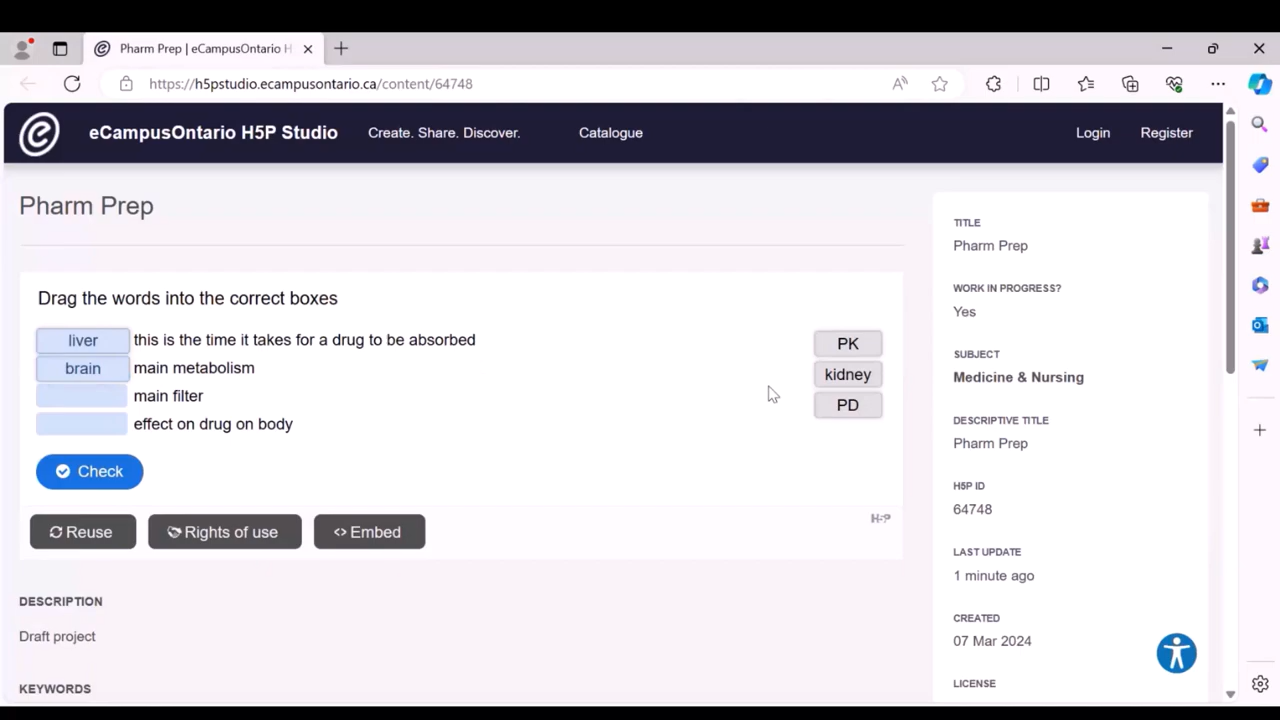 Pharm Prep | eCampusOntario H
https://h5pstudio.ecampusontario.ca/content/64748
eCampusOntario H5P Studio
Create. Share. Discover.
Catalogue
Login
Register
Pharm Prep
Drag the words into the correct boxes
liver this is the time it takes for a drug to be absorbed
brain main metabolism
main filter
effect on drug on body
PK
kidney
PD
Check
Reuse
Rights of use
Embed
H-P
DESCRIPTION
Draft project
KEYWORDS
TITLE
Pharm Prep
WORK IN PROGRESS?
Yes
SUBJECT
Medicine & Nursing
DESCRIPTIVE TITLE
Pharm Prep
H5P ID
64748
LAST UPDATE
1 minute ago
CREATED
07 Mar 2024
LICENSE